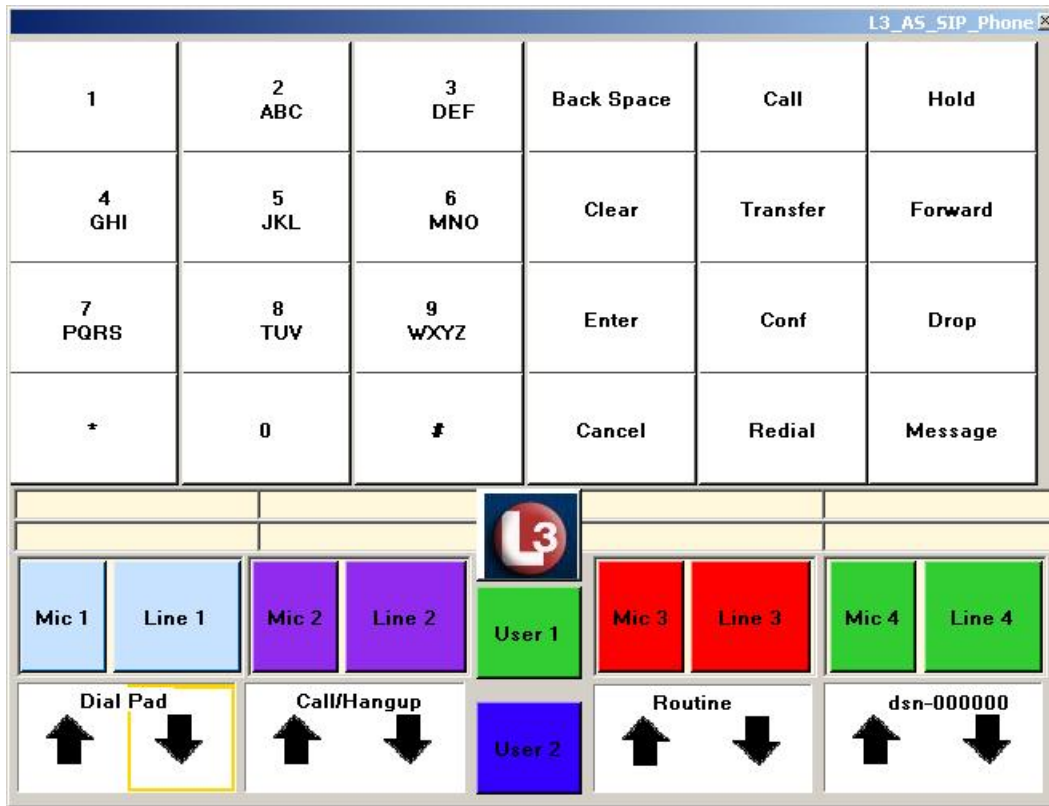 L3_AS_SIP_Phone
1
2
ABC
3
DEF
Back Space
Call
Hold
4
GHI
5
JKL
6
MNO
Clear
Transfer
Forward
7
PQRS
8
TUV
9
WXYZ
Enter
Conf
Drop
*
0
#
Cancel
Redial
Message
L3
Mic 1
Line 1
Mic 2
Line 2
User 1
Mic 3
Line 3
Mic 4
Line 4
Dial Pad
Call/Hangup
User 2
Routine
dsn-000000